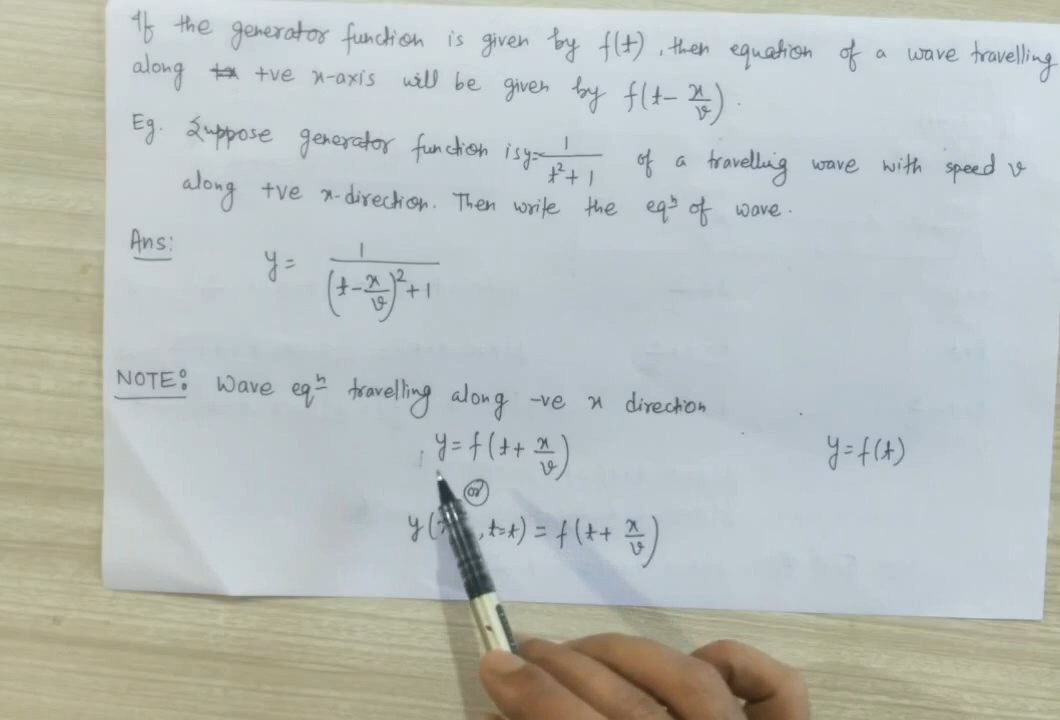 If the generator function is given by f(t), then equation of a wave travelling
along +ve x-axis will be given by f(t - x/v).
Eg. Suppose generator function is y = 1/(t²+1) of a travellig wave with speed v
along +ve x-direction. Then write the eqⁿ of wave.
Ans:
y = 1/((t - x/v)² + 1)
NOTE: Wave eqⁿ travelling along -ve x direction
y = f(t + x/v) y = f(t)
or
y( , t=t) = f(t + x/v)